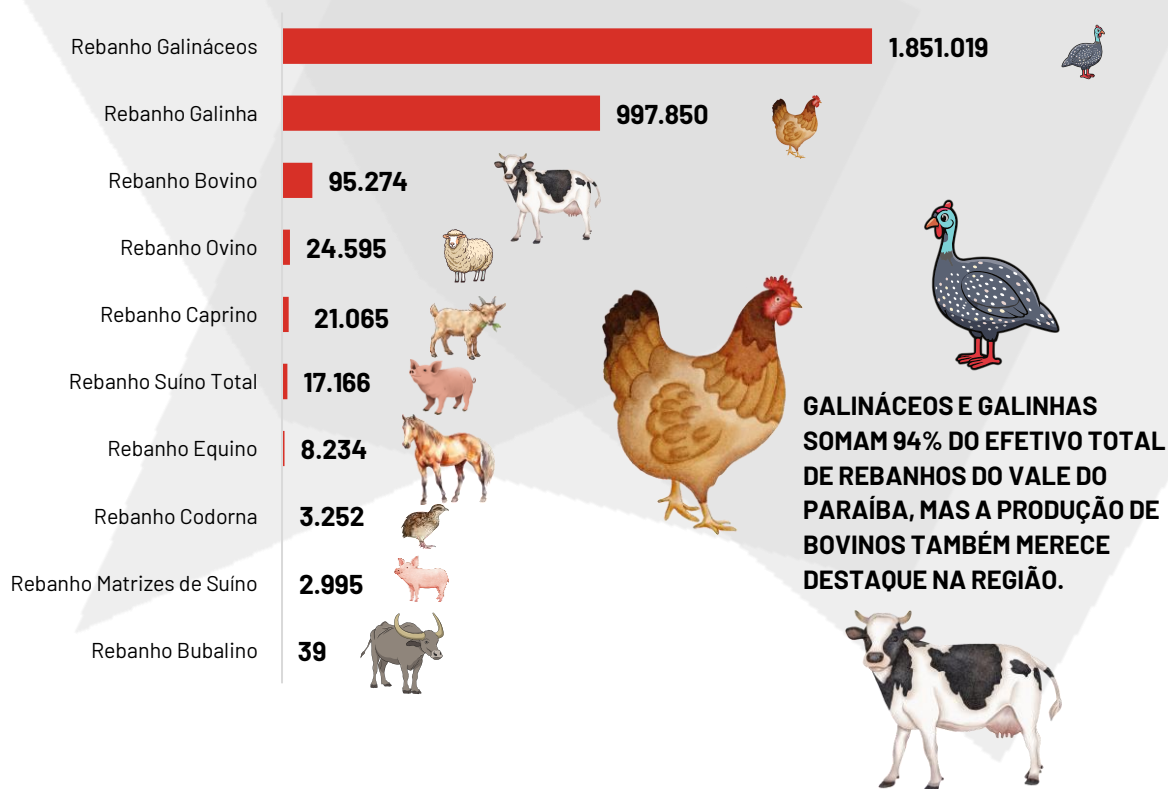 Rebanho Galináceos 1.851.019
Rebanho Galinha 997.850
Rebanho Bovino 95.274
Rebanho Ovino 24.595
Rebanho Caprino 21.065
Rebanho Suíno Total 17.166
Rebanho Equino 8.234
Rebanho Codorna 3.252
Rebanho Matrizes de Suíno 2.995
Rebanho Bubalino 39
GALINÁCEOS E GALINHAS
SOMAM 94% DO EFETIVO TOTAL
DE REBANHOS DO VALE DO
PARAÍBA, MAS A PRODUÇÃO DE
BOVINOS TAMBÉM MERECE
DESTAQUE NA REGIÃO.